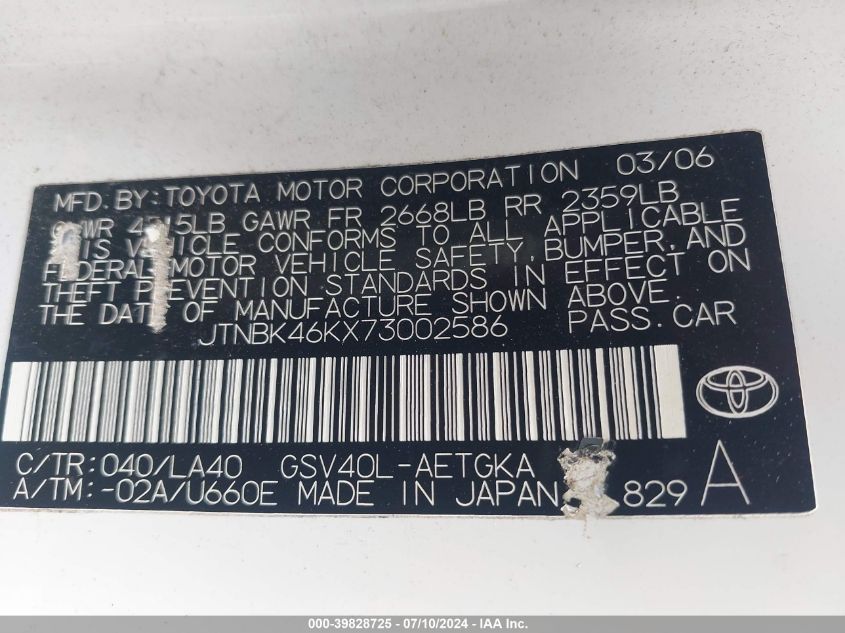 MFD. BY: TOYOTA MOTOR CORPORATION 03/06
GAWR FR 2668LB RR 2359LB
VEHICLE CONFORMS TO ALL APPLICABLE
MOTOR VEHICLE SAFETY, BUMPER, AND
THEFT PREVENTION STANDARDS IN EFFECT ON
THE DATE OF MANUFACTURE SHOWN ABOVE.
JTNBK46KX73002586 PASS. CAR
C/TR: 040/LA40 GSV40L-AETGKA
A/TM: -02A/U660E MADE IN JAPAN 829 A
000-39828725 - 07/10/2024 - IAA Inc.